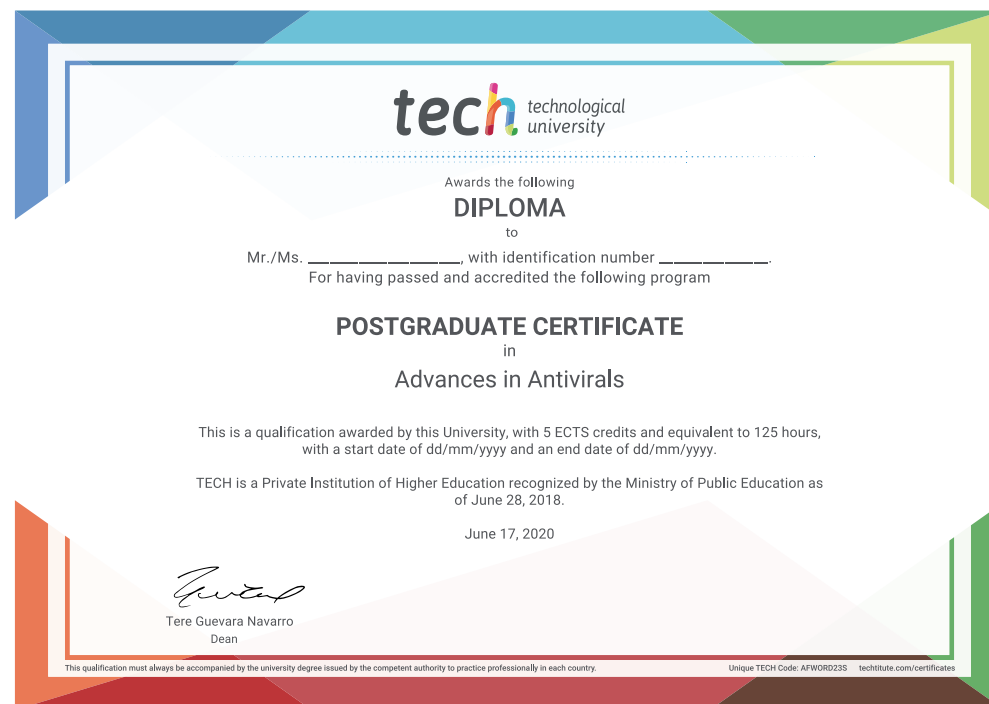 tech technological
university
Awards the following
DIPLOMA
to
Mr./Ms. ____________________, with identification number ______________.
For having passed and accredited the following program
POSTGRADUATE CERTIFICATE
in
Advances in Antivirals
This is a qualification awarded by this University, with 5 ECTS credits and equivalent to 125 hours,
with a start date of dd/mm/yyyy and an end date of dd/mm/yyyy.
TECH is a Private Institution of Higher Education recognized by the Ministry of Public Education as
of June 28, 2018.
June 17, 2020
Tere Guevara Navarro
Dean
This qualification must always be accompanied by the university degree issued by the competent authority to practice professionally in each country.
Unique TECH Code: AFWORD23S techtitute.com/certificates